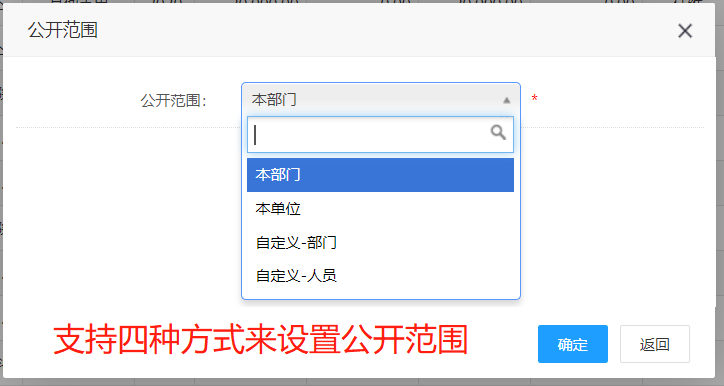 公开范围
公开范围：
本部门
*
本部门
本单位
自定义-部门
自定义-人员
支持四种方式来设置公开范围
确定
返回